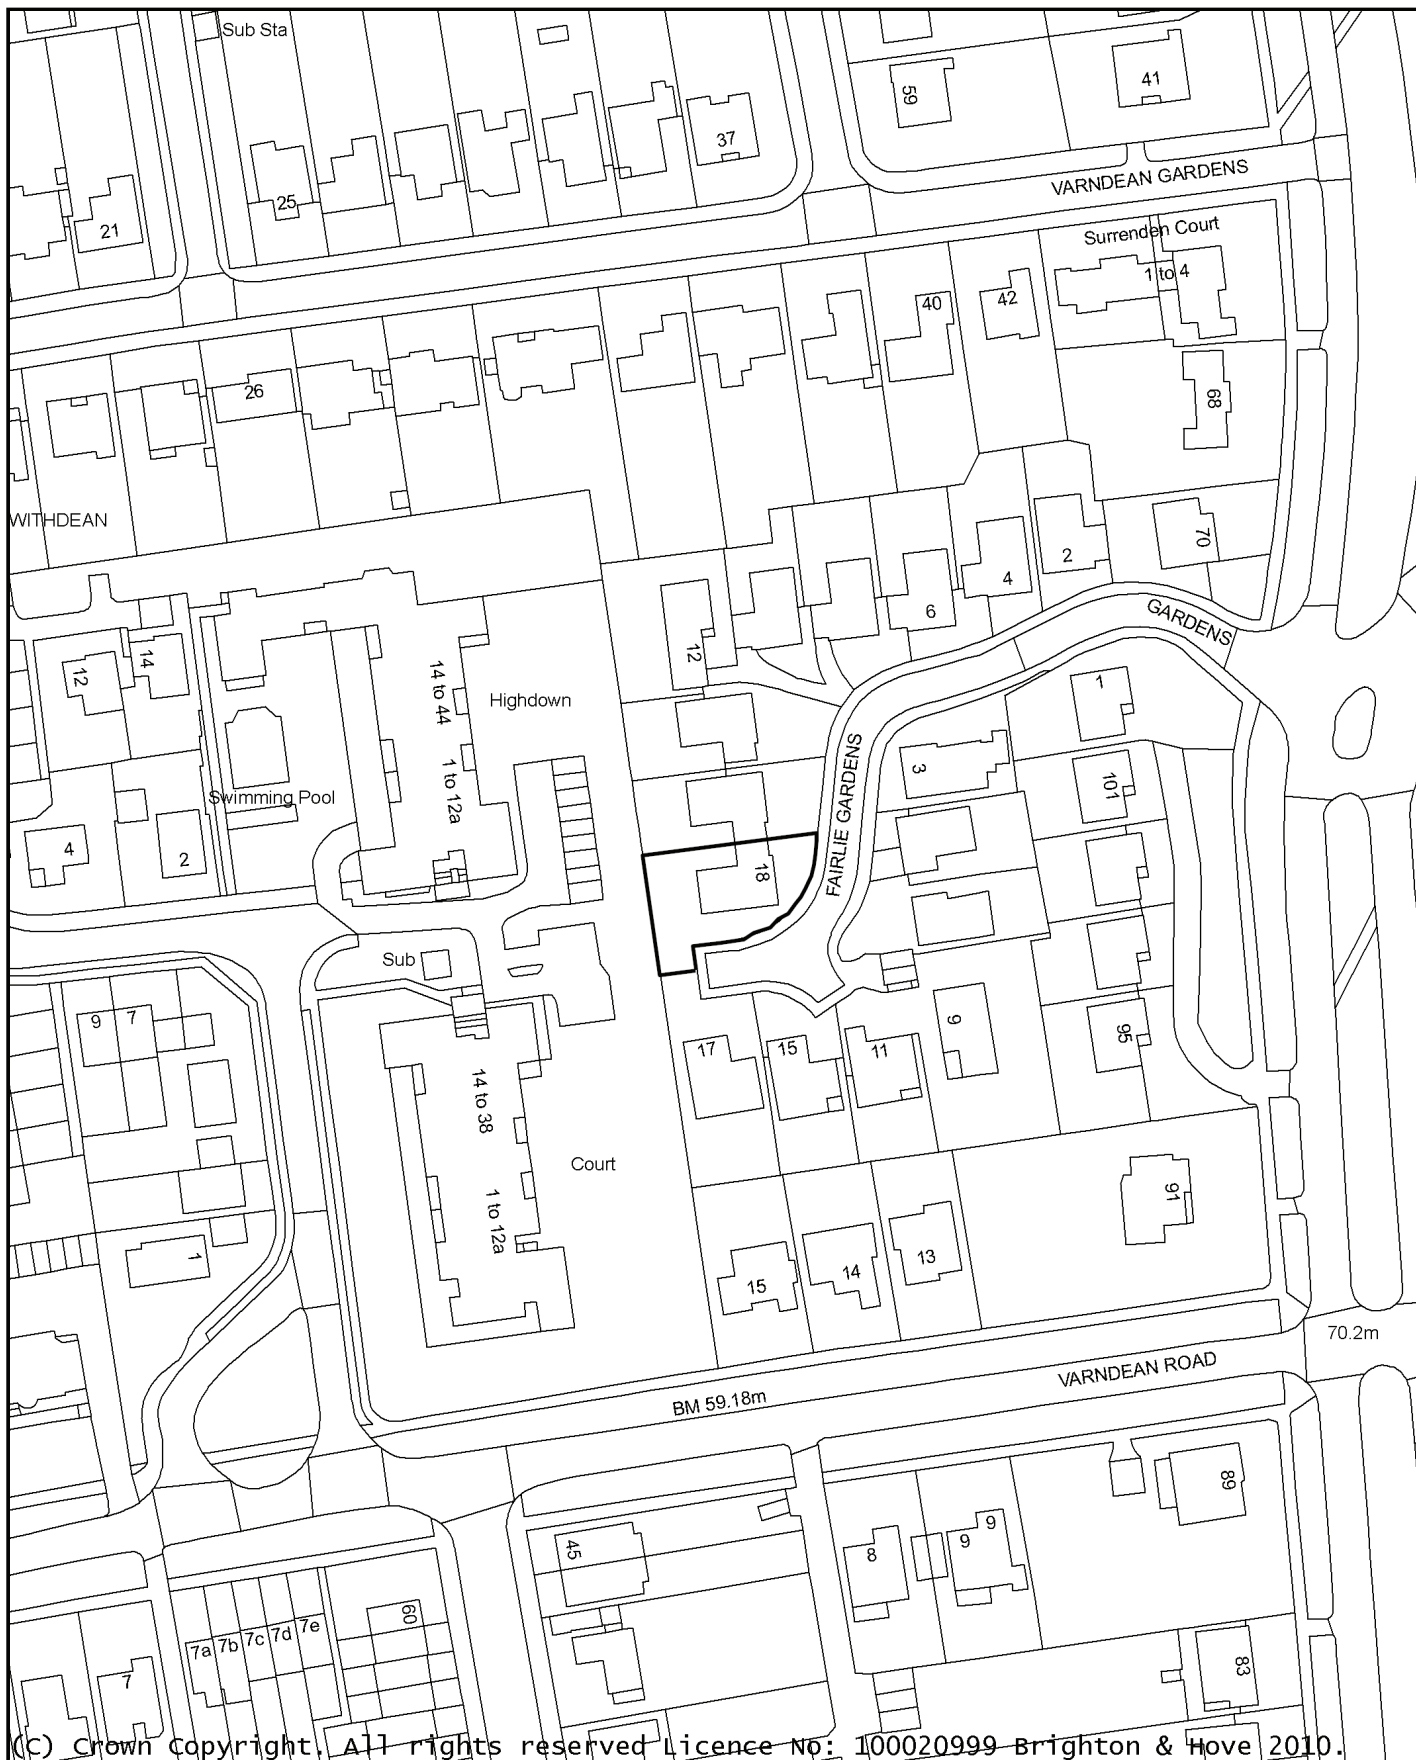 Sub Sta
59
41
37
VARNDEAN GARDENS
25
21
Surrenden Court
1 to 4
40
42
26
68
WITHDEAN
70
2
4
6
GARDENS
12
12
14
14 to 44
Highdown
1
FAIRLIE GARDENS
3
1 to 12a
101
Swimming Pool
4
2
18
Sub
9
7
9
95
17
15
11
14 to 38
Court
91
1 to 12a
1
13
14
15
70.2m
VARNDEAN ROAD
BM 59.18m
89
45
8
9
9
60
7a
7b
7c
7d
7e
7
83
(C) Crown Copyright. All rights reserved Licence No: 100020999 Brighton & Hove 2010.